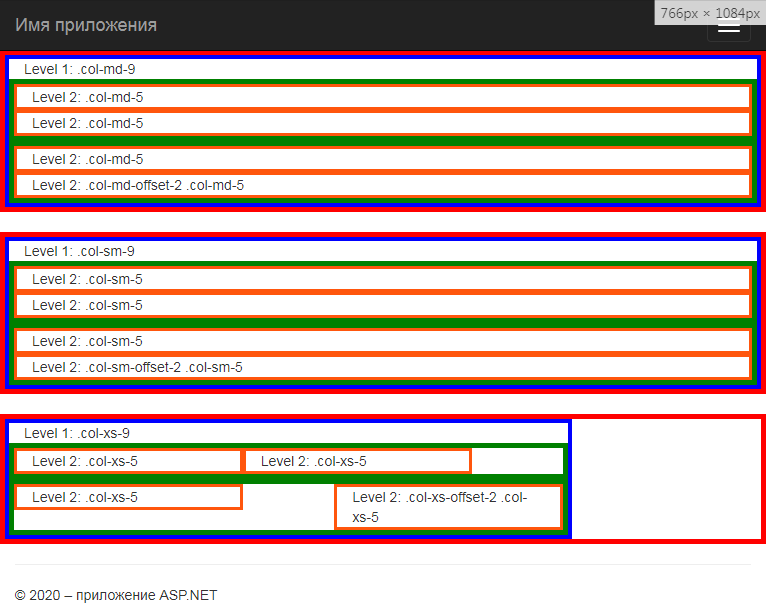 Имя приложения
766px × 1084px
Level 1: .col-md-9
Level 2: .col-md-5
Level 2: .col-md-5
Level 2: .col-md-5
Level 2: .col-md-offset-2 .col-md-5
Level 1: .col-sm-9
Level 2: .col-sm-5
Level 2: .col-sm-5
Level 2: .col-sm-5
Level 2: .col-sm-offset-2 .col-sm-5
Level 1: .col-xs-9
Level 2: .col-xs-5
Level 2: .col-xs-5
Level 2: .col-xs-5
Level 2: .col-xs-offset-2 .col-
xs-5
© 2020 – приложение ASP.NET